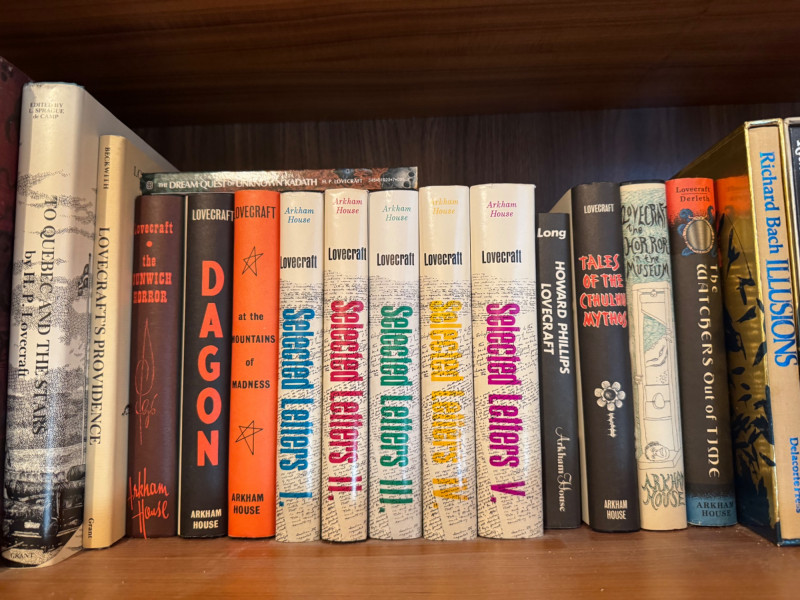 EDITED BY
L. SPRAGUE
de CAMP
TO QUEBEC AND THE STARS
by H. P. Lovecraft
GRANT
BECKWITH
LOVECRAFT'S PROVIDENCE
Grant
THE DREAM QUEST OF UNKNOWN KADATH H. P. LOVECRAFT
Lovecraft
the
DUNWICH
HORROR
Arkham
House
LOVECRAFT
DAGON
ARKHAM
HOUSE
LOVECRAFT
at the
MOUNTAINS
of
MADNESS
ARKHAM
HOUSE
Arkham
House
Lovecraft
Selected Letters I.
Arkham
House
Lovecraft
Selected Letters II.
Arkham
House
Lovecraft
Selected Letters III.
Arkham
House
Lovecraft
Selected Letters IV.
Arkham
House
Lovecraft
Selected Letters V.
Long
HOWARD PHILLIPS
LOVECRAFT
Arkham
House
LOVECRAFT
TALES
OF THE
CTHULHU
MYTHOS
ARKHAM
HOUSE
LOVECRAFT
the
HORROR
in the
MUSEUM
ARKHAM
HOUSE
Lovecraft
Derleth
The
WATCHERS OUT OF TIME
ARKHAM
HOUSE
Richard Bach ILLUSIONS
Delacorte Press